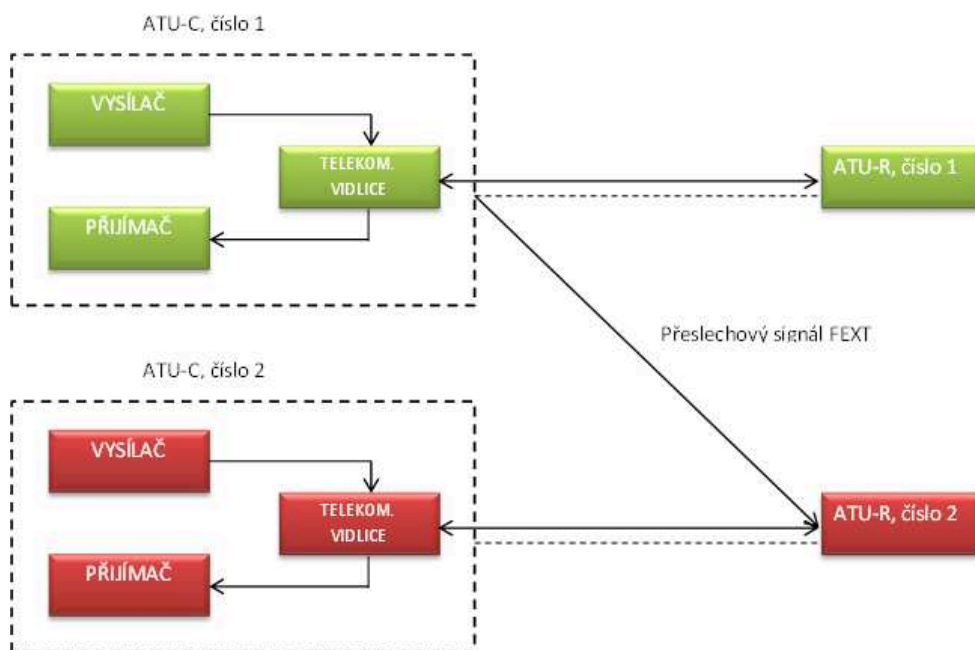 ATU-C, číslo 1
VYSÍLAČ
TELEKOM.
VIDLICE
PŘIJÍMAČ
ATU-R, číslo 1
Přeslechový signál FEXT
ATU-C, číslo 2
VYSÍLAČ
TELEKOM.
VIDLICE
PŘIJÍMAČ
ATU-R, číslo 2